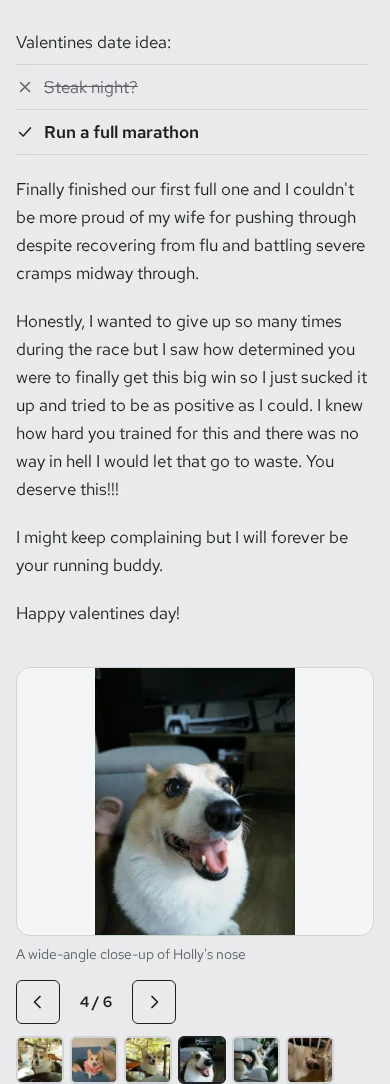 Valentines date idea:
Steak night?
Run a full marathon
Finally finished our first full one and I couldn't
be more proud of my wife for pushing through
despite recovering from flu and battling severe
cramps midway through.
Honestly, I wanted to give up so many times
during the race but I saw how determined you
were to finally get this big win so I just sucked it
up and tried to be as positive as I could. I knew
how hard you trained for this and there was no
way in hell I would let that go to waste. You
deserve this!!!
I might keep complaining but I will forever be
your running buddy.
Happy valentines day!
A wide-angle close-up of Holly's nose
4 / 6